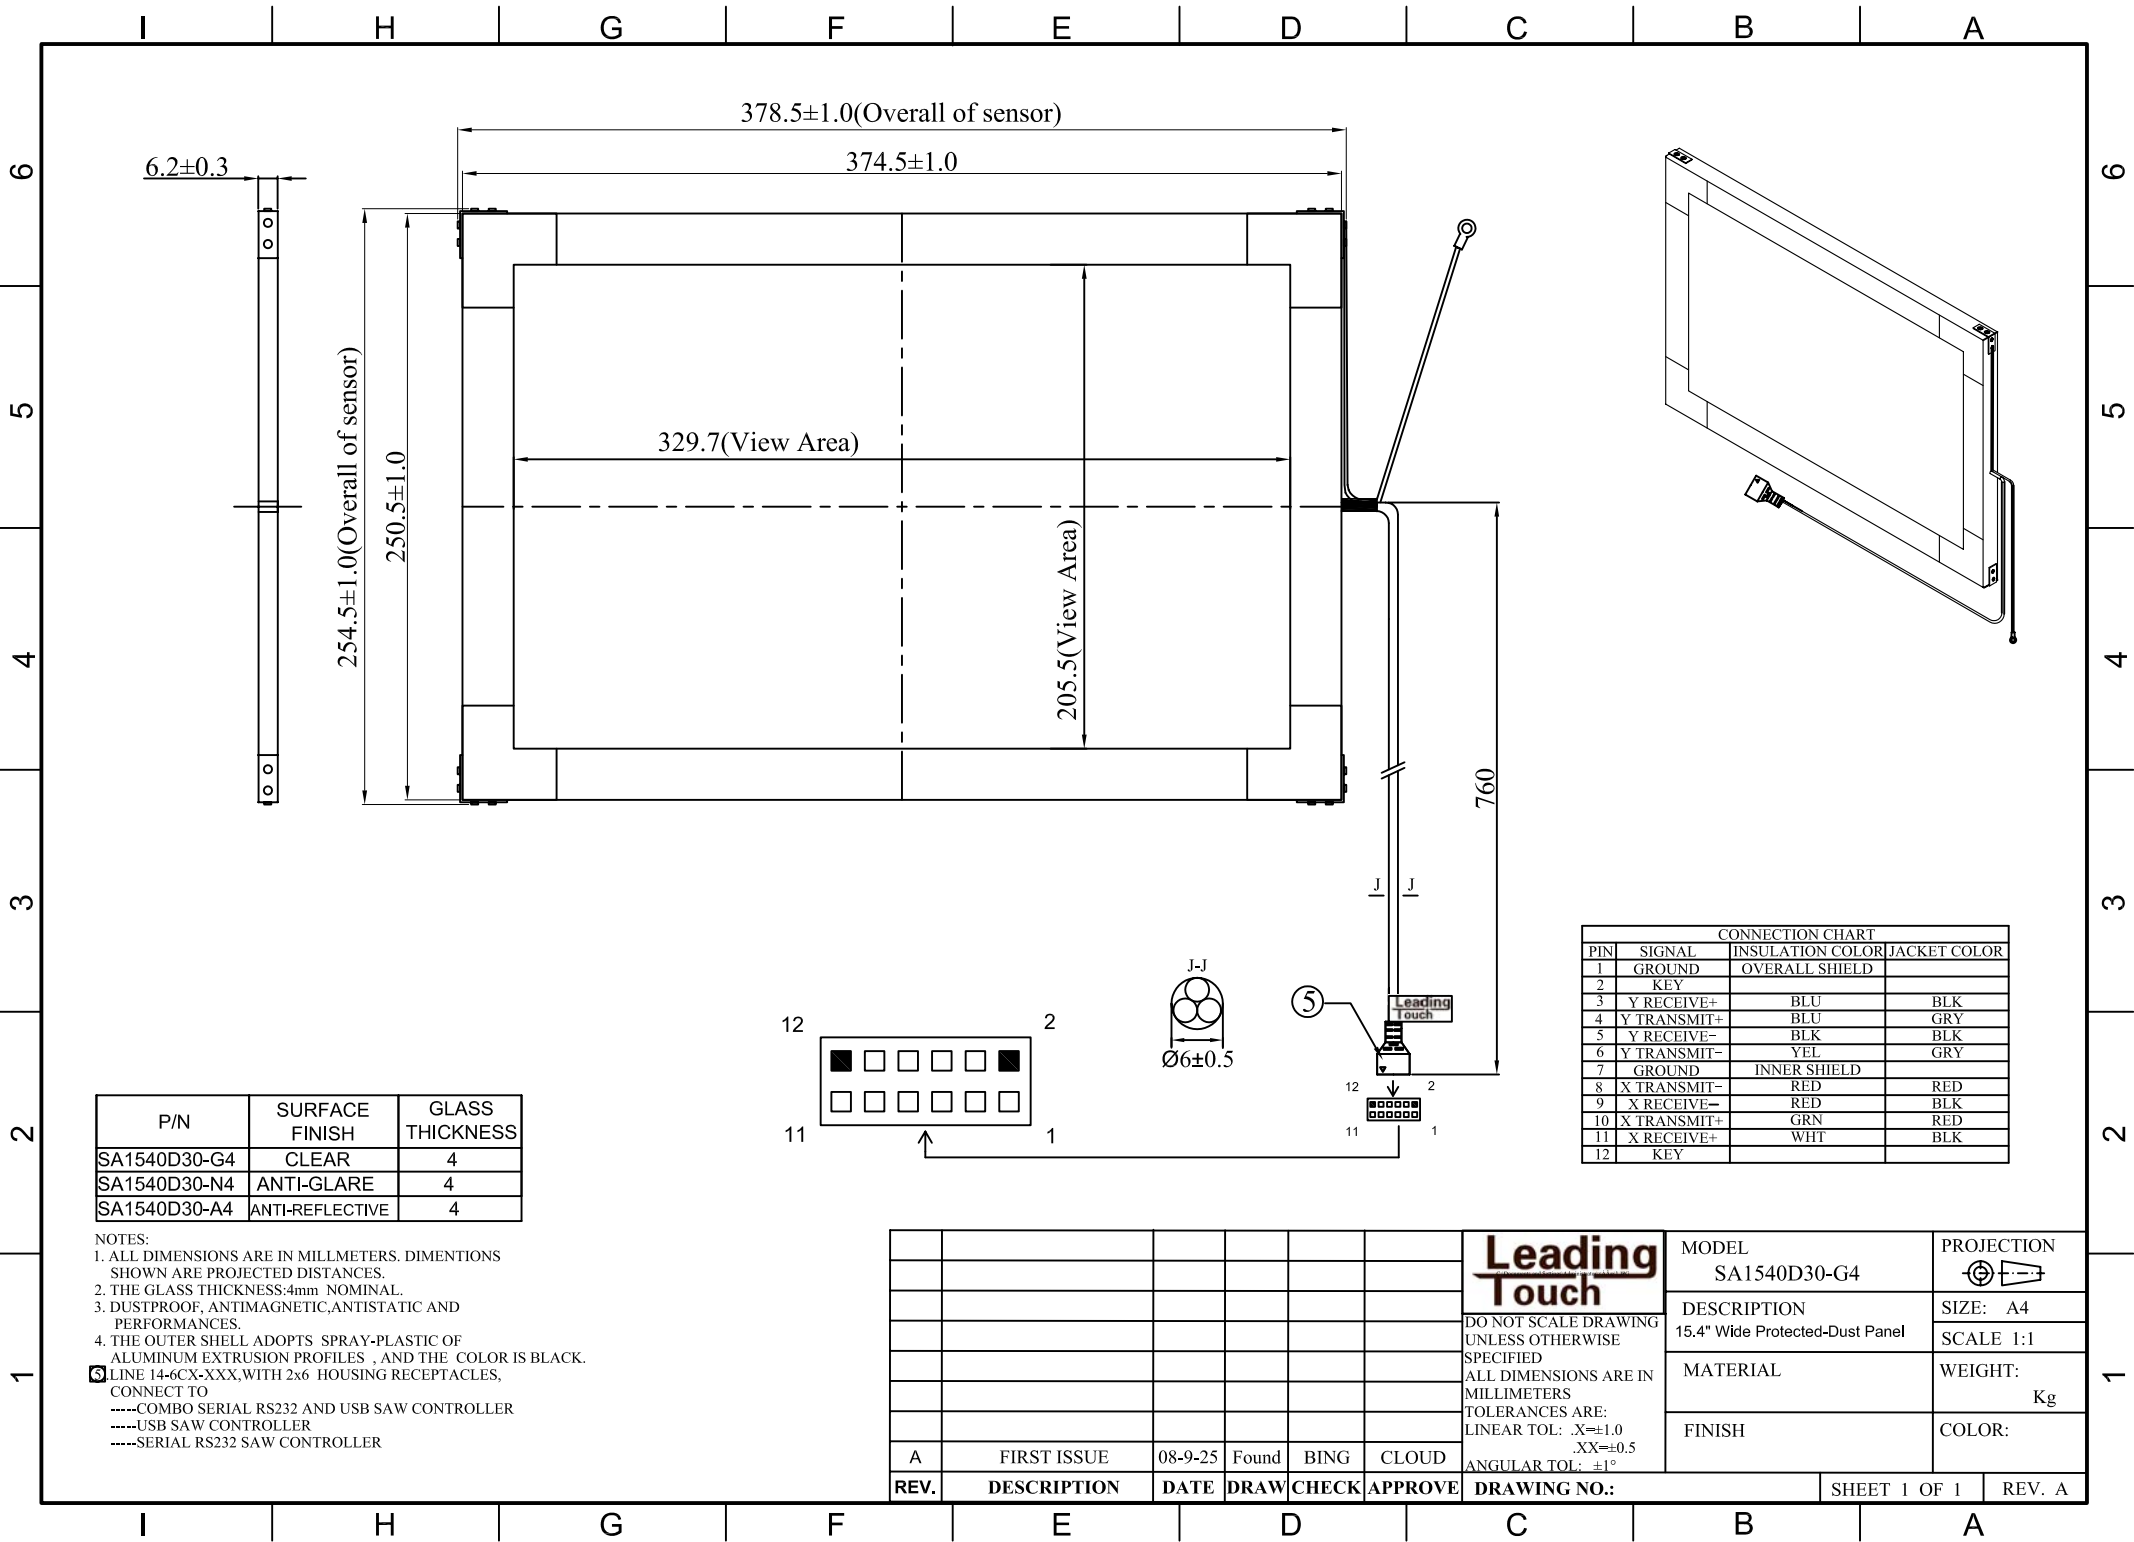 I H G F E D C B A
6 5 4 3 2 1
6 5 4 3 2 1
378.5±1.0(Overall of sensor)
374.5±1.0
6.2±0.3
254.5±1.0(Overall of sensor)
250.5±1.0
329.7(View Area)
205.5(View Area)
760
J J
J-J
Ø6±0.5
5
Leading
Touch
12 2
11 1
12 2
11 1
CONNECTION CHART
PIN SIGNAL INSULATION COLOR JACKET COLOR
1 GROUND OVERALL SHIELD
2 KEY
3 Y RECEIVE+ BLU BLK
4 Y TRANSMIT+ BLU GRY
5 Y RECEIVE- BLK BLK
6 Y TRANSMIT- YEL GRY
7 GROUND INNER SHIELD
8 X TRANSMIT- RED RED
9 X RECEIVE- RED BLK
10 X TRANSMIT+ GRN RED
11 X RECEIVE+ WHT BLK
12 KEY
P/N SURFACE FINISH GLASS THICKNESS
SA1540D30-G4 CLEAR 4
SA1540D30-N4 ANTI-GLARE 4
SA1540D30-A4 ANTI-REFLECTIVE 4
NOTES:
1. ALL DIMENSIONS ARE IN MILLMETERS. DIMENTIONS
SHOWN ARE PROJECTED DISTANCES.
2. THE GLASS THICKNESS:4mm NOMINAL.
3. DUSTPROOF, ANTIMAGNETIC,ANTISTATIC AND
PERFORMANCES.
4. THE OUTER SHELL ADOPTS SPRAY-PLASTIC OF
ALUMINUM EXTRUSION PROFILES , AND THE COLOR IS BLACK.
5.LINE 14-6CX-XXX,WITH 2x6 HOUSING RECEPTACLES,
CONNECT TO
-----COMBO SERIAL RS232 AND USB SAW CONTROLLER
-----USB SAW CONTROLLER
-----SERIAL RS232 SAW CONTROLLER
A FIRST ISSUE 08-9-25 Found BING CLOUD
REV. DESCRIPTION DATE DRAW CHECK APPROVE
Leading
Touch
DO NOT SCALE DRAWING
UNLESS OTHERWISE
SPECIFIED
ALL DIMENSIONS ARE IN
MILLIMETERS
TOLERANCES ARE:
LINEAR TOL: .X=±1.0
.XX=±0.5
ANGULAR TOL: ±1°
DRAWING NO.:
MODEL
SA1540D30-G4
PROJECTION
DESCRIPTION
15.4" Wide Protected-Dust Panel
SIZE: A4
SCALE 1:1
MATERIAL
WEIGHT:
Kg
FINISH
COLOR:
SHEET 1 OF 1
REV. A
I H G F E D C B A